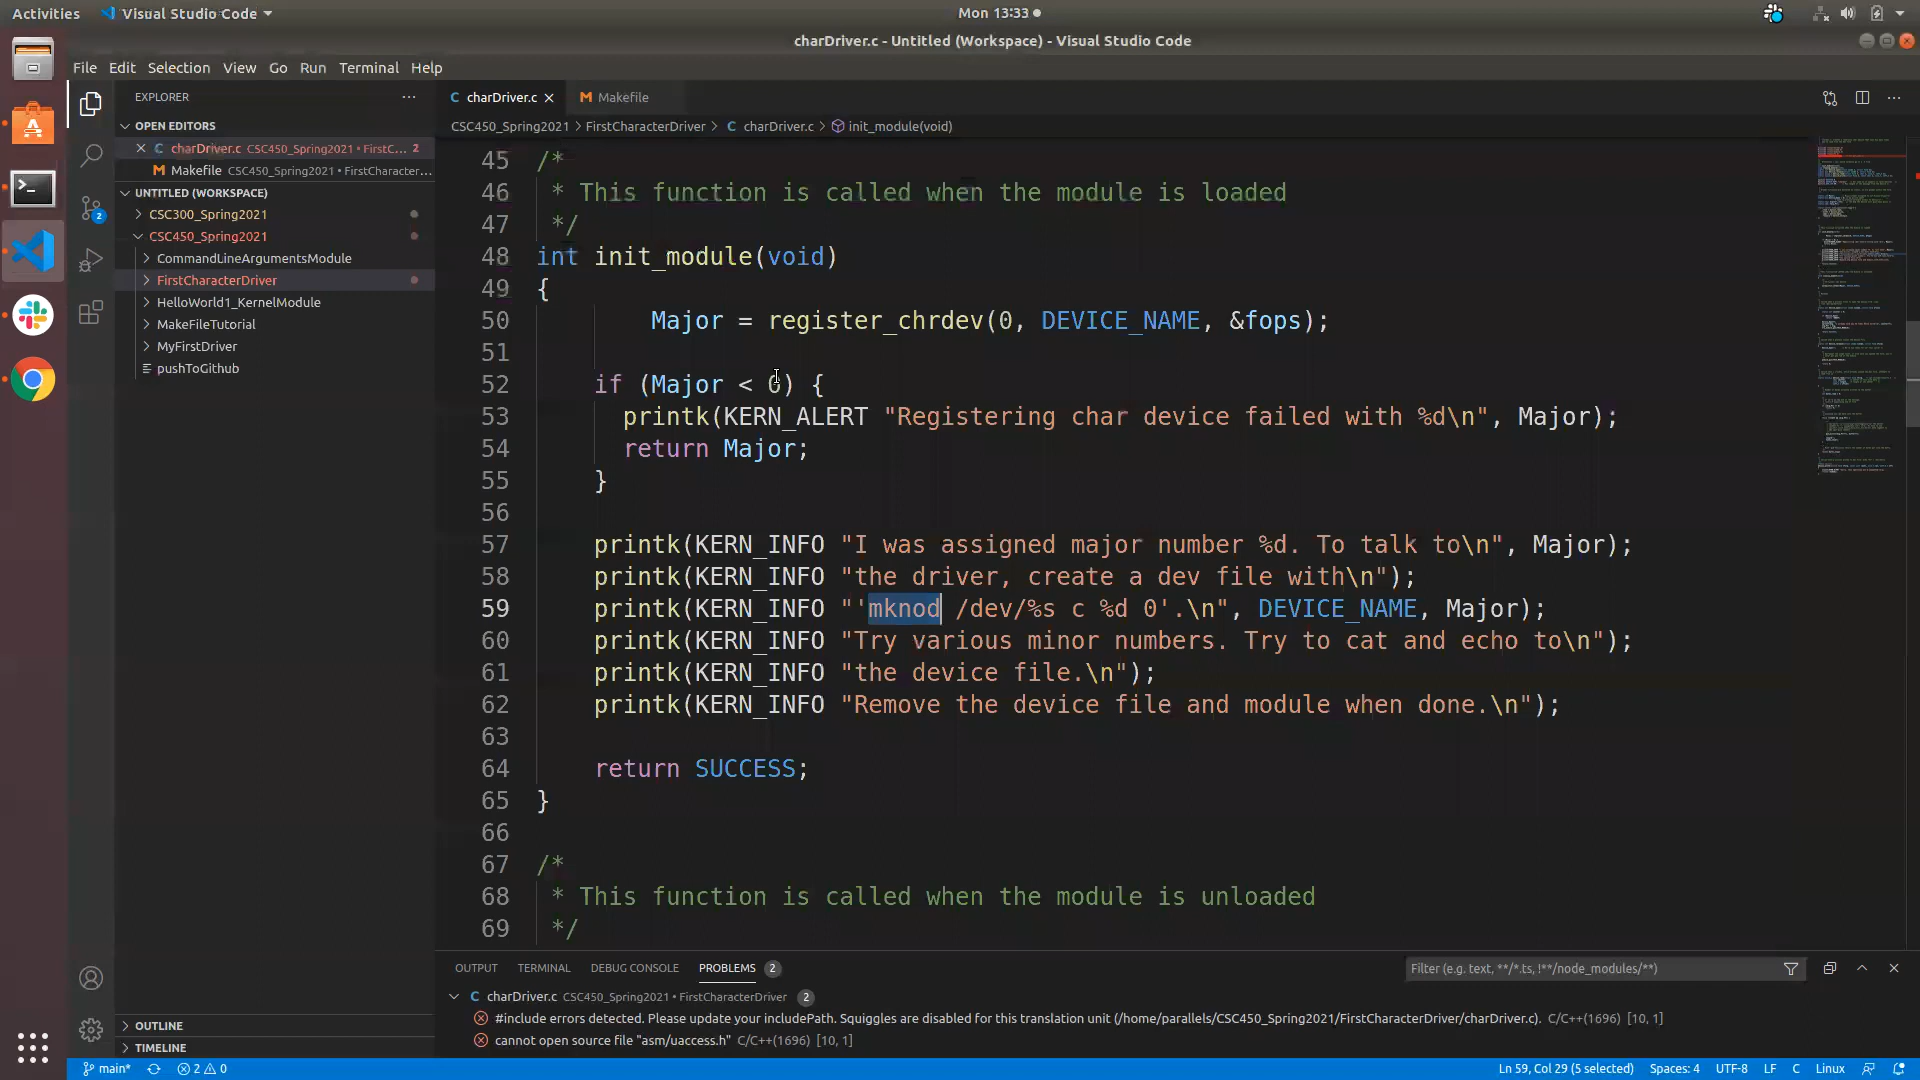 Activities
Visual Studio Code
Mon 13:33
charDriver.c - Untitled (Workspace) - Visual Studio Code
File Edit Selection View Go Run Terminal Help
EXPLORER
OPEN EDITORS
charDriver.c CSC450_Spring2021 • FirstC... 2
Makefile CSC450_Spring2021 • FirstCharacter...
UNTITLED (WORKSPACE)
CSC300_Spring2021
CSC450_Spring2021
CommandLineArgumentsModule
FirstCharacterDriver
HelloWorld1_KernelModule
MakeFileTutorial
MyFirstDriver
pushToGithub
OUTLINE
TIMELINE
2
C charDriver.c
M Makefile
CSC450_Spring2021 > FirstCharacterDriver > C charDriver.c > init_module(void)
45 /*
46 * This function is called when the module is loaded
47 */
48 int init_module(void)
49 {
50 Major = register_chrdev(0, DEVICE_NAME, &fops);
51
52 if (Major < 0) {
53 printk(KERN_ALERT "Registering char device failed with %d\n", Major);
54 return Major;
55 }
56
57 printk(KERN_INFO "I was assigned major number %d. To talk to\n", Major);
58 printk(KERN_INFO "the driver, create a dev file with\n");
59 printk(KERN_INFO "'mknod /dev/%s c %d 0'.\n", DEVICE_NAME, Major);
60 printk(KERN_INFO "Try various minor numbers. Try to cat and echo to\n");
61 printk(KERN_INFO "the device file.\n");
62 printk(KERN_INFO "Remove the device file and module when done.\n");
63
64 return SUCCESS;
65 }
66
67 /*
68 * This function is called when the module is unloaded
69 */
OUTPUT TERMINAL DEBUG CONSOLE PROBLEMS 2
Filter (e.g. text, **/*.ts, !**/node_modules/**)
C charDriver.c CSC450_Spring2021 • FirstCharacterDriver 2
#include errors detected. Please update your includePath. Squiggles are disabled for this translation unit (/home/parallels/CSC450_Spring2021/FirstCharacterDriver/charDriver.c). C/C++(1696) [10, 1]
cannot open source file "asm/uaccess.h" C/C++(1696) [10, 1]
main* 2 0
Ln 59, Col 29 (5 selected) Spaces: 4 UTF-8 LF C Linux